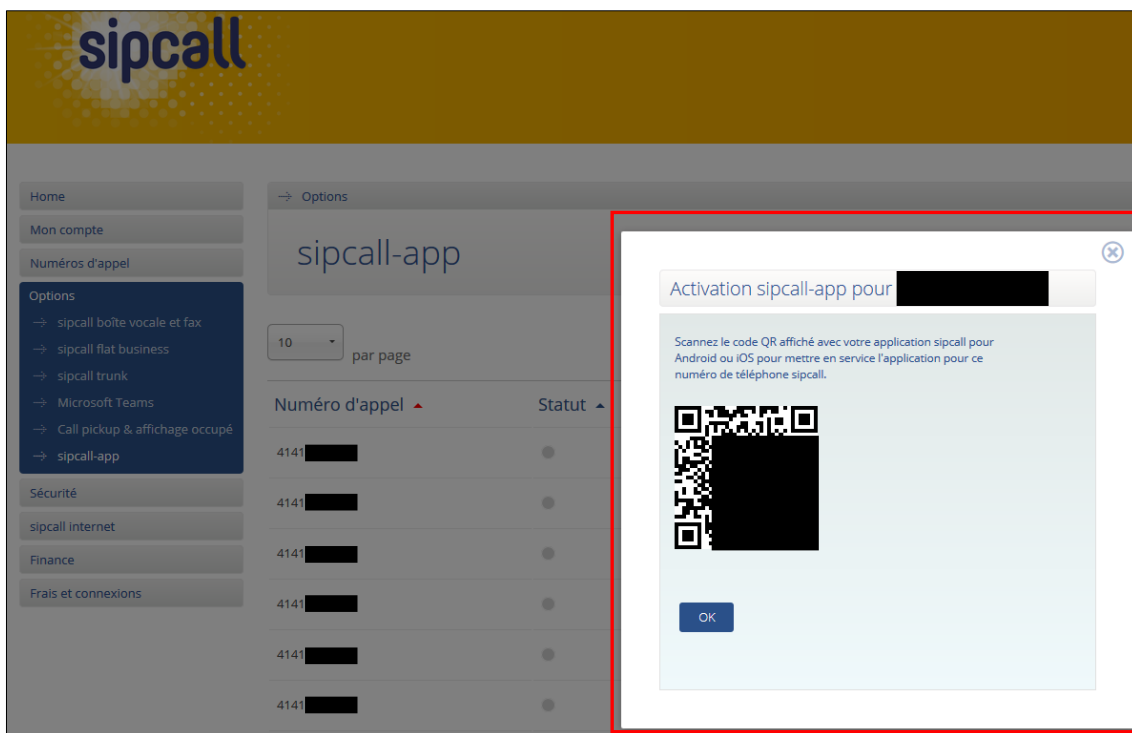 sipcall
Home
Mon compte
Numéros d'appel
Options
→ sipcall boîte vocale et fax
→ sipcall flat business
→ sipcall trunk
→ Microsoft Teams
→ Call pickup & affichage occupé
→ sipcall-app
Sécurité
sipcall internet
Finance
Frais et connexions
→ Options
sipcall-app
10
par page
Numéro d'appel Statut
4141
4141
4141
4141
4141
4141
Activation sipcall-app pour
Scannez le code QR affiché avec votre application sipcall pour
Android ou iOS pour mettre en service l'application pour ce
numéro de téléphone sipcall.
OK